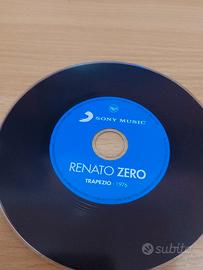 SONY MUSIC
RENATO ZERO
TRAPEZIO 1976
subito